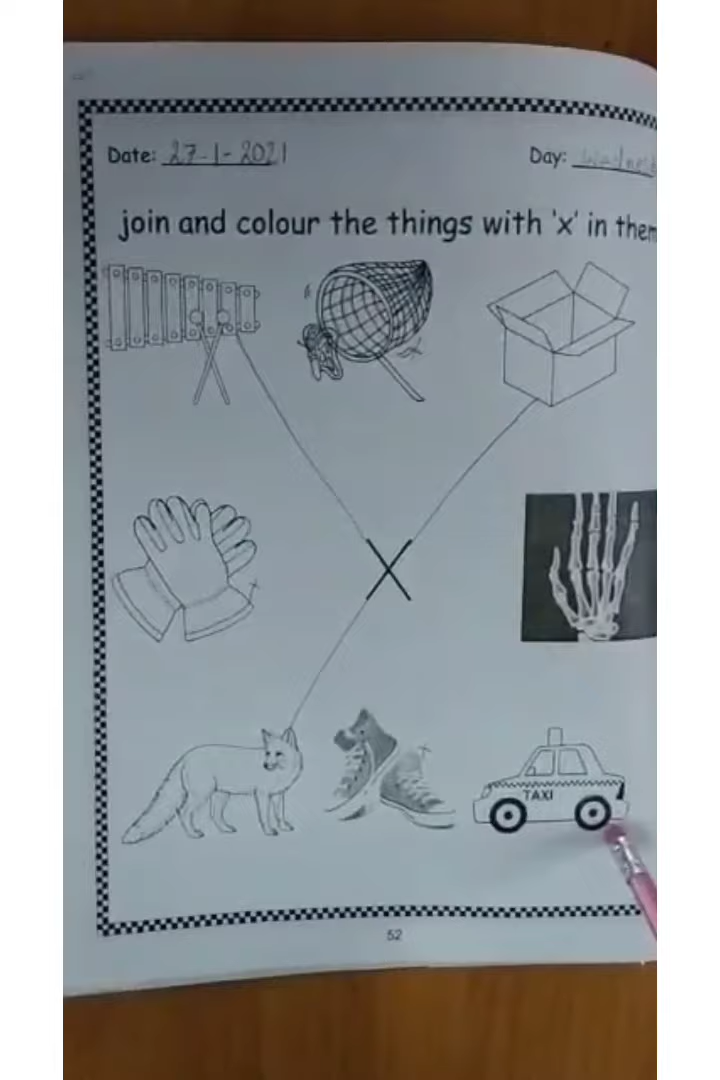 Date: 27-1-2021 Day:
join and colour the things with 'x' in them
X
TAXI
52